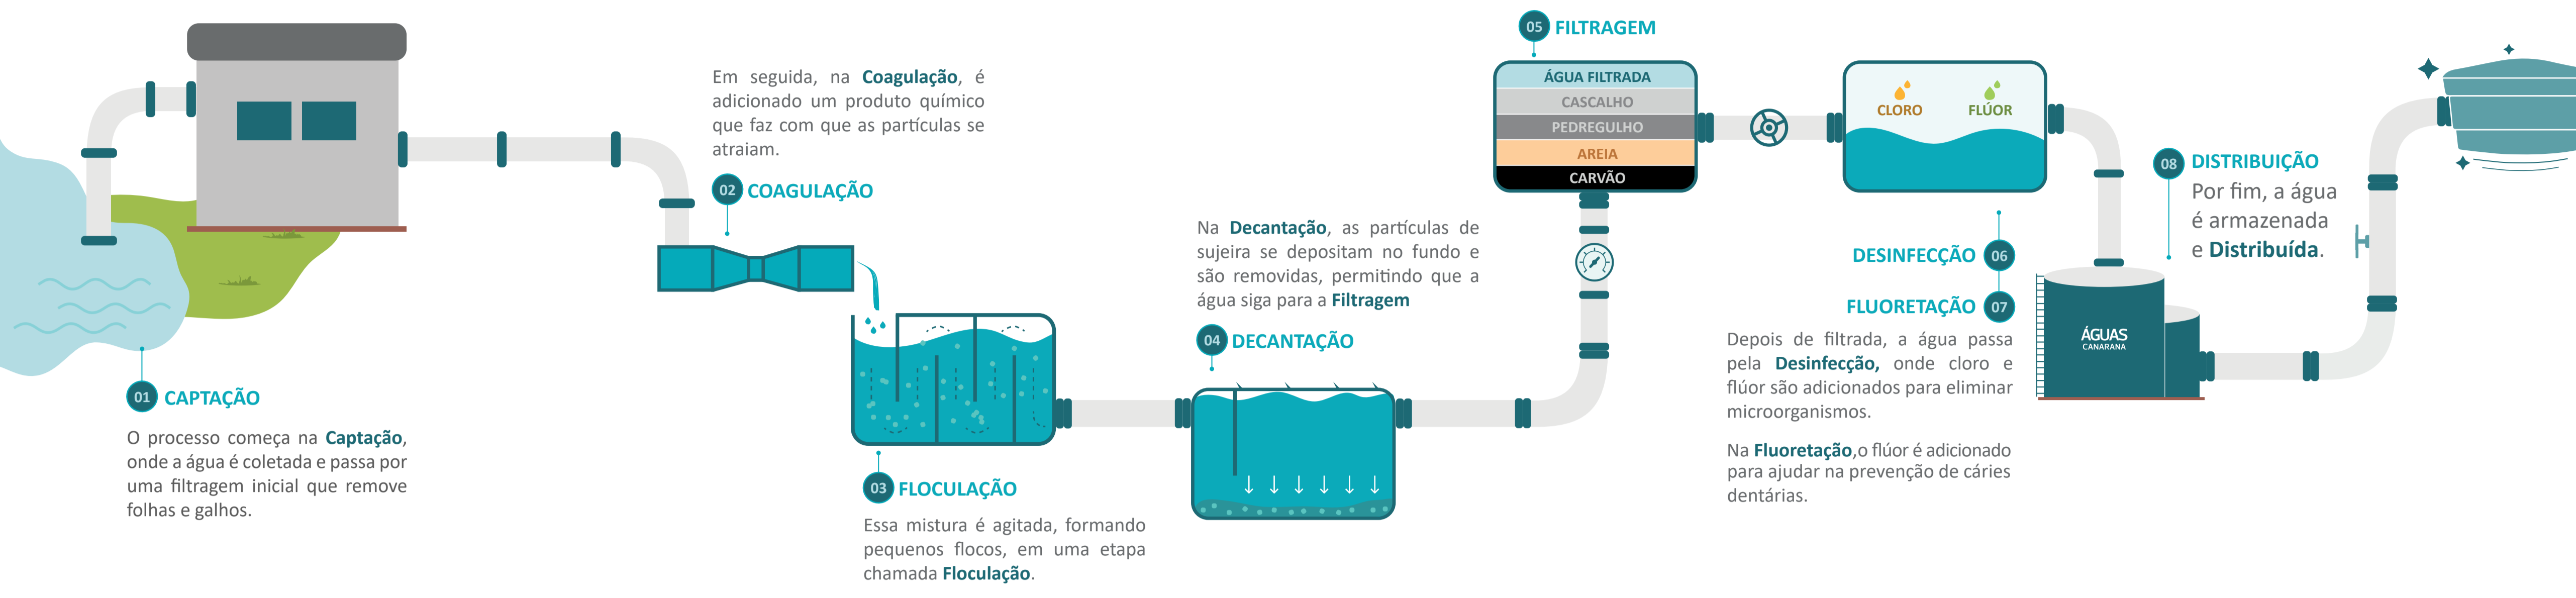 01 CAPTAÇÃO
O processo começa na Captação,
onde a água é coletada e passa por
uma filtragem inicial que remove
folhas e galhos.
Em seguida, na Coagulação, é
adicionado um produto químico
que faz com que as partículas se
atraiam.
02 COAGULAÇÃO
03 FLOCULAÇÃO
Essa mistura é agitada, formando
pequenos flocos, em uma etapa
chamada Floculação.
Na Decantação, as partículas de
sujeira se depositam no fundo e
são removidas, permitindo que a
água siga para a Filtragem
04 DECANTAÇÃO
05 FILTRAGEM
ÁGUA FILTRADA
CASCALHO
PEDREGULHO
AREIA
CARVÃO
CLORO
FLÚOR
DESINFECÇÃO 06
FLUORETAÇÃO 07
Depois de filtrada, a água passa
pela Desinfecção, onde cloro e
flúor são adicionados para eliminar
microorganismos.
Na Fluoretação,o flúor é adicionado
para ajudar na prevenção de cáries
dentárias.
08 DISTRIBUIÇÃO
Por fim, a água
é armazenada
e Distribuída.
ÁGUAS
CANARANA